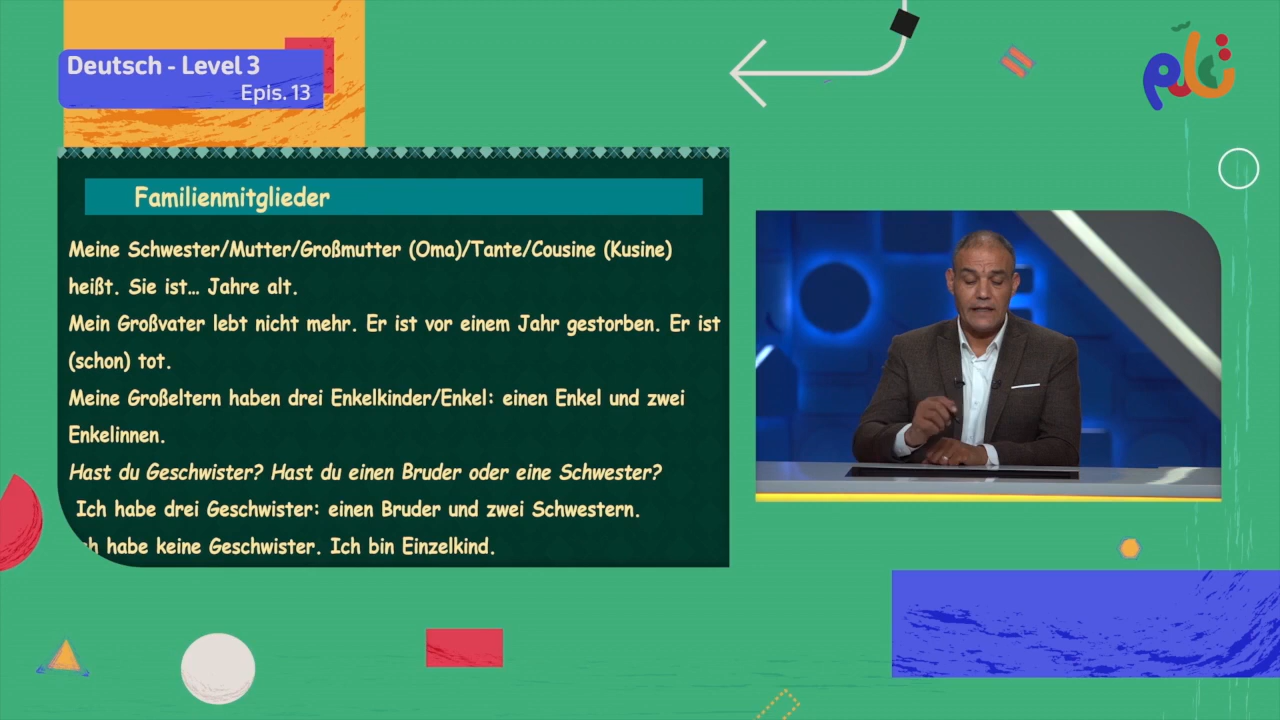 Deutsch - Level 3
Epis. 13
تعلّم
Familienmitglieder
Meine Schwester/Mutter/Großmutter (Oma)/Tante/Cousine (Kusine)
heißt. Sie ist... Jahre alt.
Mein Großvater lebt nicht mehr. Er ist vor einem Jahr gestorben. Er ist
(schon) tot.
Meine Großeltern haben drei Enkelkinder/Enkel: einen Enkel und zwei
Enkelinnen.
Hast du Geschwister? Hast du einen Bruder oder eine Schwester?
Ich habe drei Geschwister: einen Bruder und zwei Schwestern.
ch habe keine Geschwister. Ich bin Einzelkind.